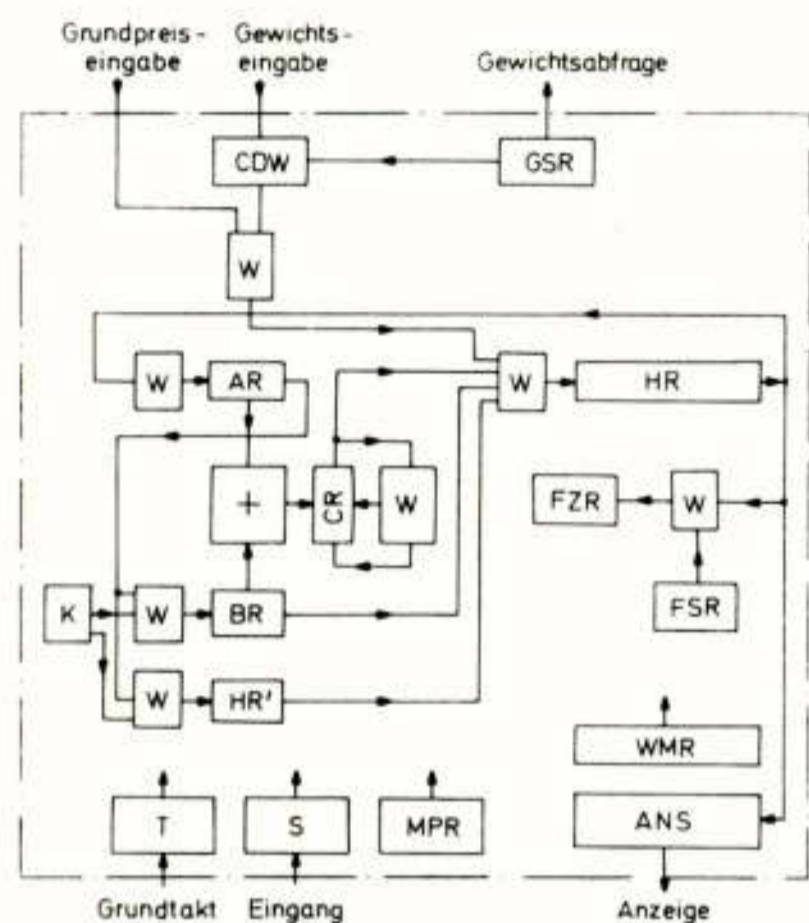 Grundpreis-
eingabe
Gewichts-
eingabe
Gewichtsabfrage
CDW
GSR
W
W
AR
W
HR
+
CR
W
FZR
W
K
W
BR
FSR
W
HR'
WMR
T
S
MPR
ANS
Grundtakt
Eingang
Anzeige